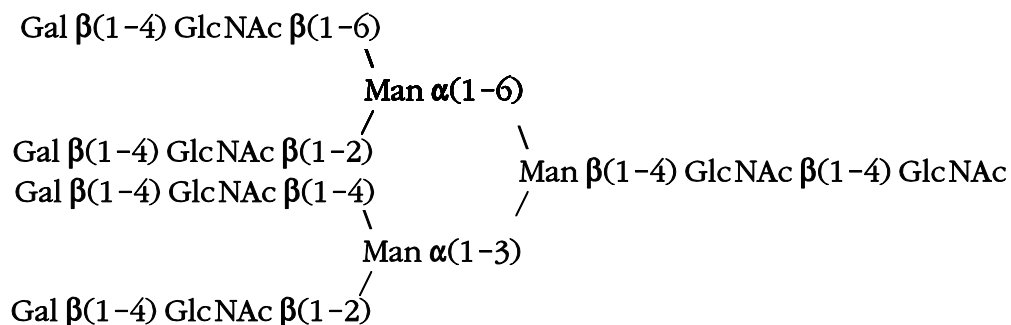 Gal β(1-4) GlcNAc β(1-6)
Man α(1-6)
Gal β(1-4) GlcNAc β(1-2)
Man β(1-4) GlcNAc β(1-4) GlcNAc
Gal β(1-4) GlcNAc β(1-4)
Man α(1-3)
Gal β(1-4) GlcNAc β(1-2)